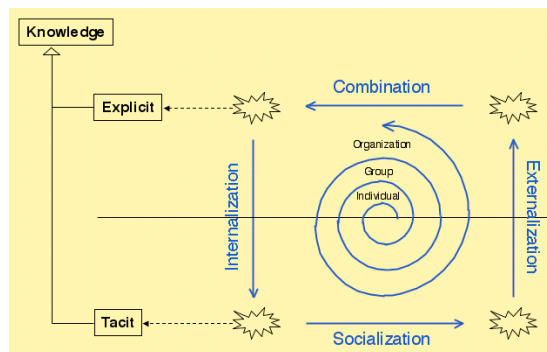 Knowledge
Combination
Explicit
Organization
Group
Individual
Internalization
Externalization
Tacit
Socialization